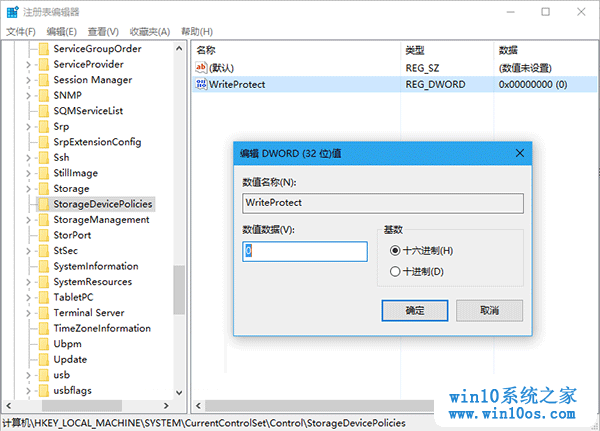 注册表编辑器
文件(F) 编辑(E) 查看(V) 收藏夹(A) 帮助(H)
ServiceGroupOrder
ServiceProvider
Session Manager
SNMP
SQMServiceList
Srp
SrpExtensionConfig
Ssh
StillImage
Storage
StorageDevicePolicies
StorageManagement
StorPort
StSec
SystemInformation
SystemResources
TabletPC
Terminal Server
TimeZoneInformation
Ubpm
Update
usb
usbflags
名称 类型 数据
ab (默认) REG_SZ (数值未设置)
WriteProtect REG_DWORD 0x00000000 (0)
编辑 DWORD (32 位)值
数值名称(N):
WriteProtect
数值数据(V):
0
基数
十六进制(H)
十进制(D)
确定 取消
计算机\HKEY_LOCAL_MACHINE\SYSTEM\CurrentControlSet\Control\StorageDevicePolicies
win10系统之家
www.win10os.com